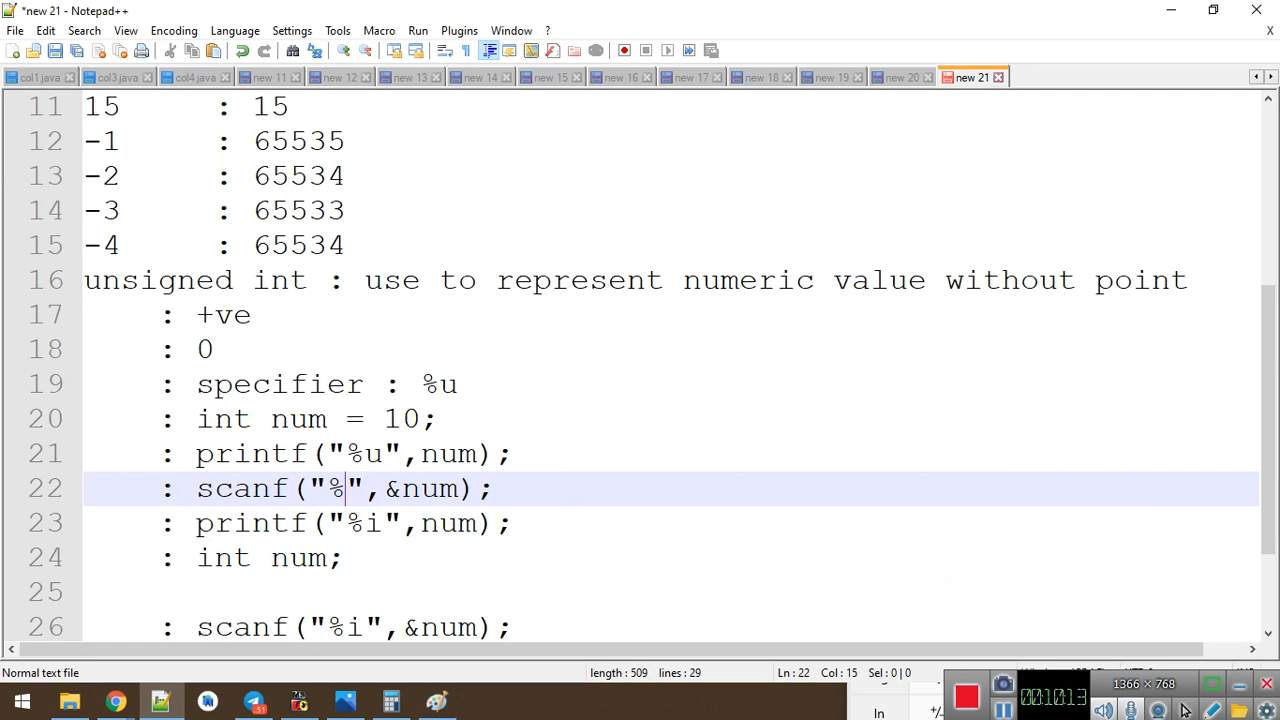 *new 21 - Notepad++
File Edit Search View Encoding Language Settings Tools Macro Run Plugins Window ?
X
col1.java col3.java col4.java new 11 new 12 new 13 new 14 new 15 new 16 new 17 new 18 new 19 new 20 new 21
11 15 : 15
12 -1 : 65535
13 -2 : 65534
14 -3 : 65533
15 -4 : 65534
16 unsigned int : use to represent numeric value without point
17 : +ve
18 : 0
19 : specifier : %u
20 : int num = 10;
21 : printf("%u",num);
22 : scanf("%",&num);
23 : printf("%i",num);
24 : int num;
25
26 : scanf("%i",&num);
Normal text file length : 509 lines : 29 Ln : 22 Col : 15 Sel : 0 | 0
1366 × 768
00:10:13
In +/-